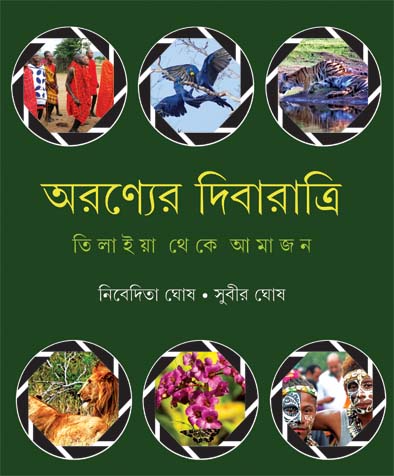 অরণ্যের দিবারাত্রি
তিলাইয়া থেকে আমাজন
নিবেদিতা ঘোষ • সুবীর ঘোষ